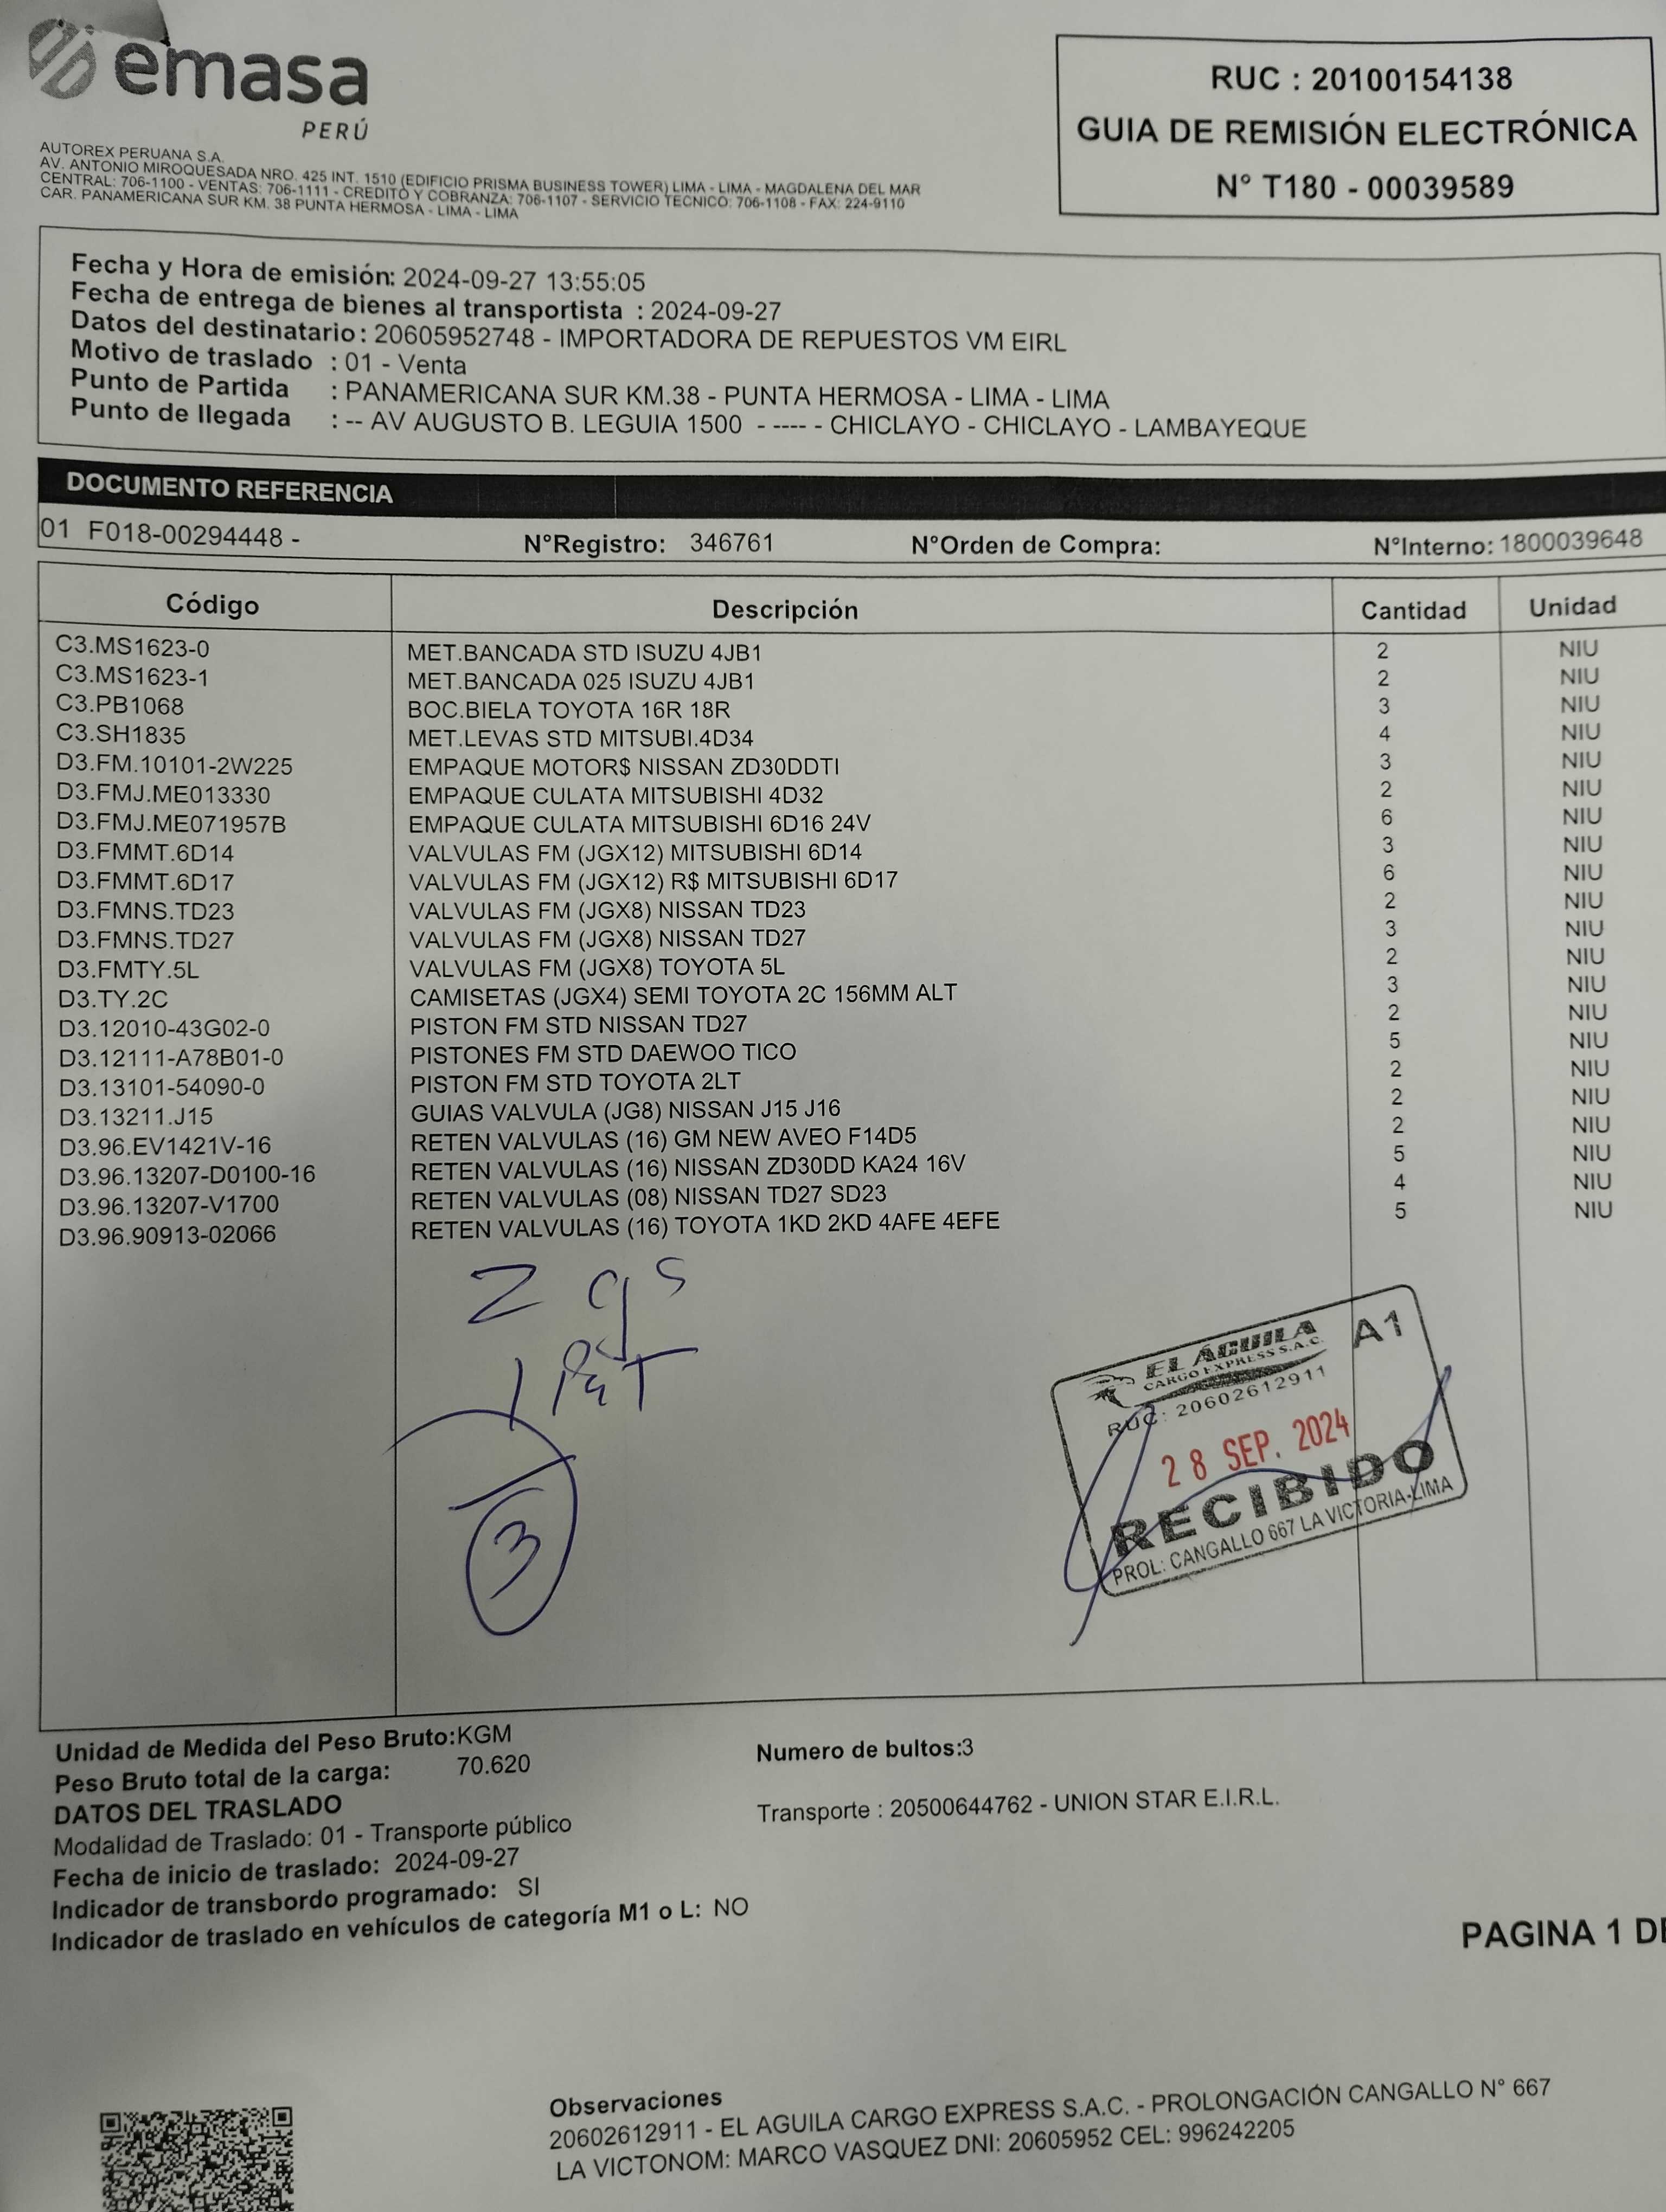 emasa
PERÚ
RUC : 20100154138
GUIA DE REMISIÓN ELECTRÓNICA
N° T180 - 00039589
AUTOREX PERUANA S.A.
AV. ANTONIO MIROQUESADA NRO. 425 INT. 1510 (EDIFICIO PRISMA BUSINESS TOWER) LIMA - LIMA - MAGDALENA DEL MAR
CENTRAL: 706-1100 - VENTAS: 706-1111 - CREDITO Y COBRANZA: 706-1107 - SERVICIO TECNICO: 706-1108 - FAX: 224-9110
CAR. PANAMERICANA SUR KM. 38 PUNTA HERMOSA - LIMA - LIMA
Fecha y Hora de emisión: 2024-09-27 13:55:05
Fecha de entrega de bienes al transportista : 2024-09-27
Datos del destinatario: 20605952748 - IMPORTADORA DE REPUESTOS VM EIRL
Motivo de traslado : 01 - Venta
Punto de Partida : PANAMERICANA SUR KM.38 - PUNTA HERMOSA - LIMA - LIMA
Punto de llegada : -- AV AUGUSTO B. LEGUIA 1500 - ---- - CHICLAYO - CHICLAYO - LAMBAYEQUE
DOCUMENTO REFERENCIA
01 F018-00294448 - N°Registro: 346761 N°Orden de Compra: N°Interno: 1800039648
Código Descripción Cantidad Unidad
C3.MS1623-0 MET.BANCADA STD ISUZU 4JB1 2 NIU
C3.MS1623-1 MET.BANCADA 025 ISUZU 4JB1 2 NIU
C3.PB1068 BOC.BIELA TOYOTA 16R 18R 3 NIU
C3.SH1835 MET.LEVAS STD MITSUBI.4D34 4 NIU
D3.FM.10101-2W225 EMPAQUE MOTOR$ NISSAN ZD30DDTI 3 NIU
D3.FMJ.ME013330 EMPAQUE CULATA MITSUBISHI 4D32 2 NIU
D3.FMJ.ME071957B EMPAQUE CULATA MITSUBISHI 6D16 24V 6 NIU
D3.FMMT.6D14 VALVULAS FM (JGX12) MITSUBISHI 6D14 3 NIU
D3.FMMT.6D17 VALVULAS FM (JGX12) R$ MITSUBISHI 6D17 6 NIU
D3.FMNS.TD23 VALVULAS FM (JGX8) NISSAN TD23 2 NIU
D3.FMNS.TD27 VALVULAS FM (JGX8) NISSAN TD27 3 NIU
D3.FMTY.5L VALVULAS FM (JGX8) TOYOTA 5L 2 NIU
D3.TY.2C CAMISETAS (JGX4) SEMI TOYOTA 2C 156MM ALT 3 NIU
D3.12010-43G02-0 PISTON FM STD NISSAN TD27 2 NIU
D3.12111-A78B01-0 PISTONES FM STD DAEWOO TICO 5 NIU
D3.13101-54090-0 PISTON FM STD TOYOTA 2LT 2 NIU
D3.13211.J15 GUIAS VALVULA (JG8) NISSAN J15 J16 2 NIU
D3.96.EV1421V-16 RETEN VALVULAS (16) GM NEW AVEO F14D5 2 NIU
D3.96.13207-D0100-16 RETEN VALVULAS (16) NISSAN ZD30DD KA24 16V 5 NIU
D3.96.13207-V1700 RETEN VALVULAS (08) NISSAN TD27 SD23 4 NIU
D3.96.90913-02066 RETEN VALVULAS (16) TOYOTA 1KD 2KD 4AFE 4EFE 5 NIU
2
1
3
EL ÁGUILA A1
CARGO EXPRESS S.A.C.
RUC: 20602612911
28 SEP. 2024
RECIBIDO
PROL: CANGALLO 667 LA VICTORIA-LIMA
Unidad de Medida del Peso Bruto:KGM
Peso Bruto total de la carga: 70.620
Numero de bultos:3
DATOS DEL TRASLADO
Transporte : 20500644762 - UNION STAR E.I.R.L.
Modalidad de Traslado: 01 - Transporte público
Fecha de inicio de traslado: 2024-09-27
Indicador de transbordo programado: SI
Indicador de traslado en vehículos de categoría M1 o L: NO
PAGINA 1
Observaciones
20602612911 - EL AGUILA CARGO EXPRESS S.A.C. - PROLONGACIÓN CANGALLO N° 667
LA VICTONOM: MARCO VASQUEZ DNI: 20605952 CEL: 996242205